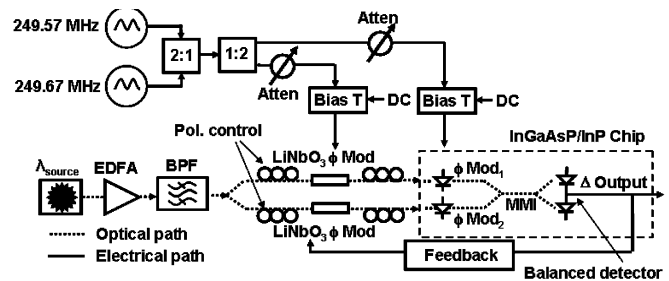 249.57 MHz
249.67 MHz
2:1
1:2
Atten
Atten
Bias T
DC
Bias T
DC
Pol. control
LiNbO₃ ϕ Mod
InGaAsP/InP Chip
λsource
EDFA
BPF
ϕ Mod₁
Δ Output
MMI
ϕ Mod₂
LiNbO₃ ϕ Mod
Optical path
Electrical path
Feedback
Balanced detector